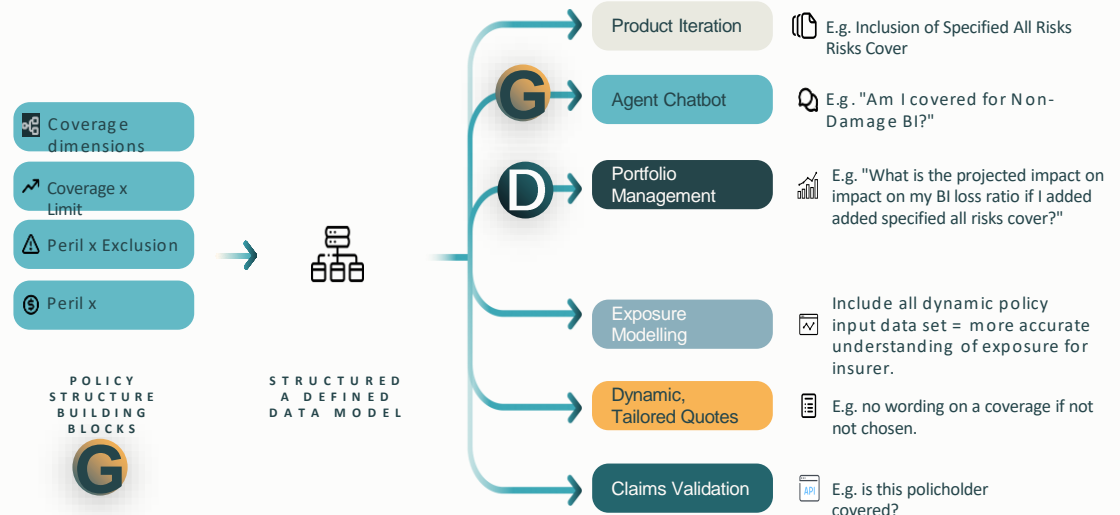 Coverage
dimensions
Coverage x
Limit
Peril x Exclusion
Peril x
POLICY
STRUCTURE
BUILDING
BLOCKS
G
STRUCTURED
A DEFINED
DATA MODEL
Product Iteration
E.g. Inclusion of Specified All Risks
Risks Cover
G
Agent Chatbot
E.g. "Am I covered for Non-
Damage BI?"
D
Portfolio
Management
E.g. "What is the projected impact on
impact on my BI loss ratio if I added
added specified all risks cover?"
Exposure
Modelling
Include all dynamic policy
input data set = more accurate
understanding of exposure for
insurer.
Dynamic,
Tailored Quotes
E.g. no wording on a coverage if not
not chosen.
Claims Validation
API
E.g. is this policholder
covered?